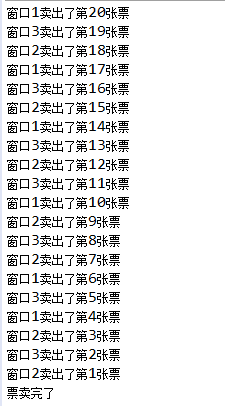 窗口1卖出了第20张票
窗口3卖出了第19张票
窗口2卖出了第18张票
窗口1卖出了第17张票
窗口3卖出了第16张票
窗口2卖出了第15张票
窗口1卖出了第14张票
窗口3卖出了第13张票
窗口2卖出了第12张票
窗口3卖出了第11张票
窗口1卖出了第10张票
窗口2卖出了第9张票
窗口3卖出了第8张票
窗口2卖出了第7张票
窗口1卖出了第6张票
窗口3卖出了第5张票
窗口1卖出了第4张票
窗口2卖出了第3张票
窗口3卖出了第2张票
窗口2卖出了第1张票
票卖完了